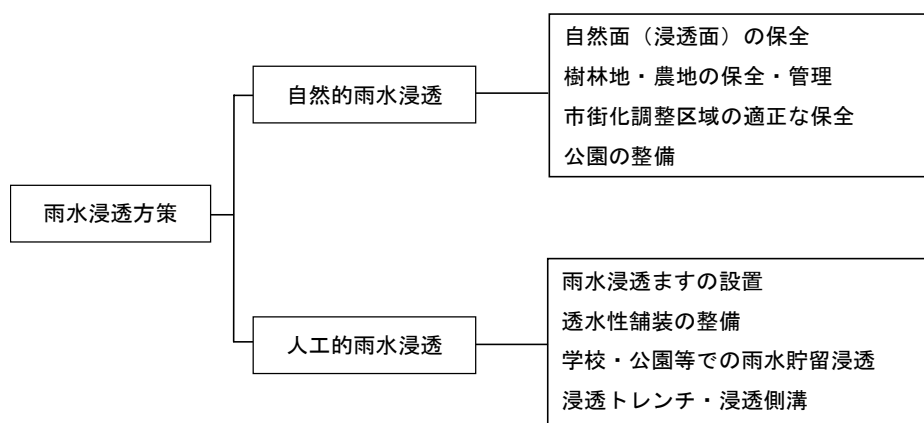 雨水浸透方策
自然的雨水浸透
自然面（浸透面）の保全
樹林地・農地の保全・管理
市街化調整区域の適正な保全
公園の整備
人工的雨水浸透
雨水浸透ますの設置
透水性舗装の整備
学校・公園等での雨水貯留浸透
浸透トレンチ・浸透側溝